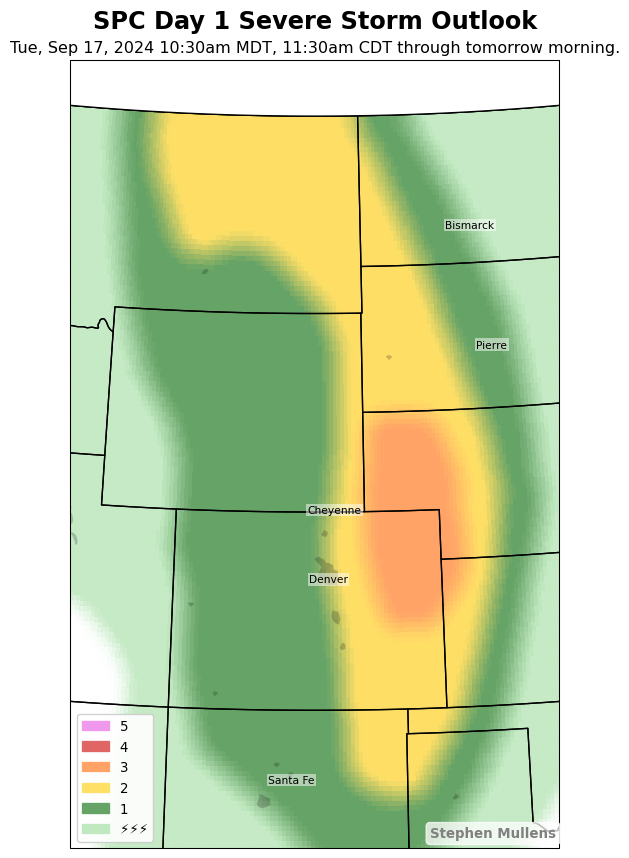 SPC Day 1 Severe Storm Outlook
Tue, Sep 17, 2024 10:30am MDT, 11:30am CDT through tomorrow morning.
Bismarck
Pierre
Cheyenne
Denver
Santa Fe
5
4
3
2
1
⚡⚡⚡
Stephen Mullens